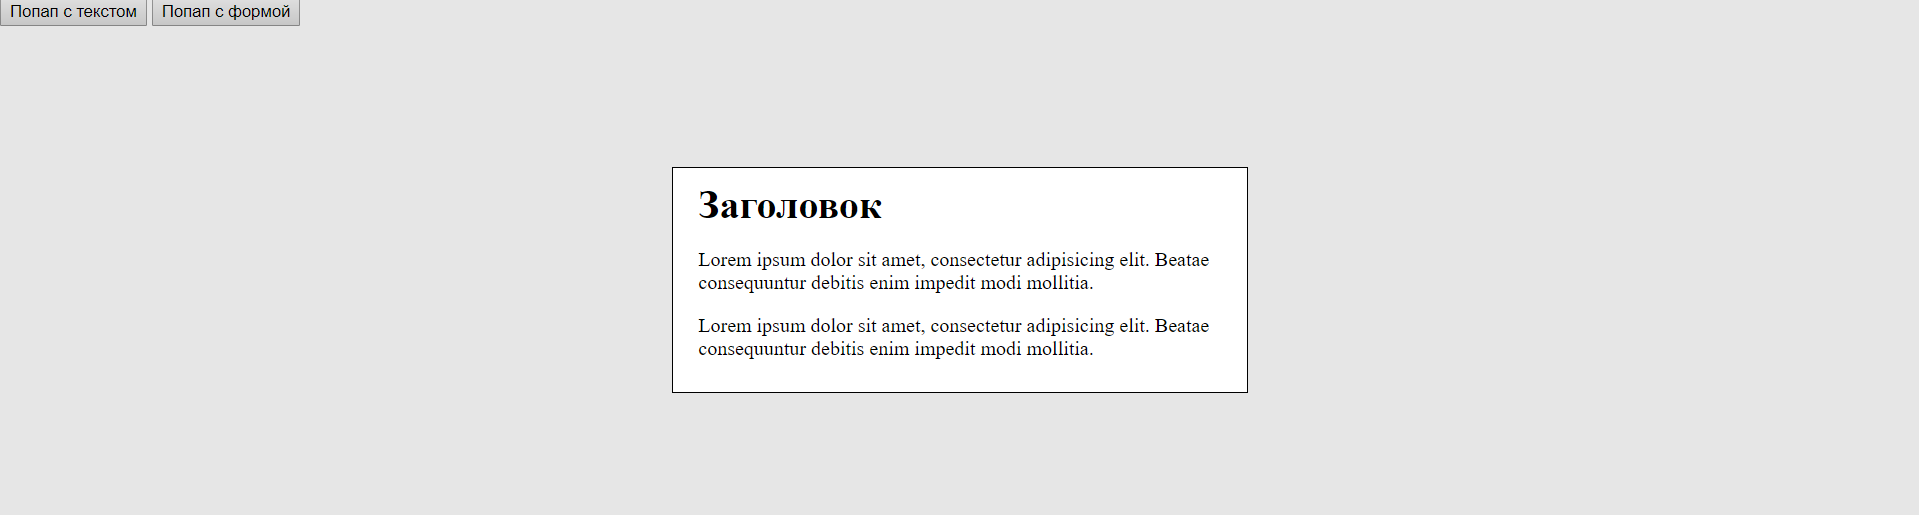 Попап с текстом Попап с формой
Заголовок
Lorem ipsum dolor sit amet, consectetur adipisicing elit. Beatae
consequuntur debitis enim impedit modi mollitia.
Lorem ipsum dolor sit amet, consectetur adipisicing elit. Beatae
consequuntur debitis enim impedit modi mollitia.